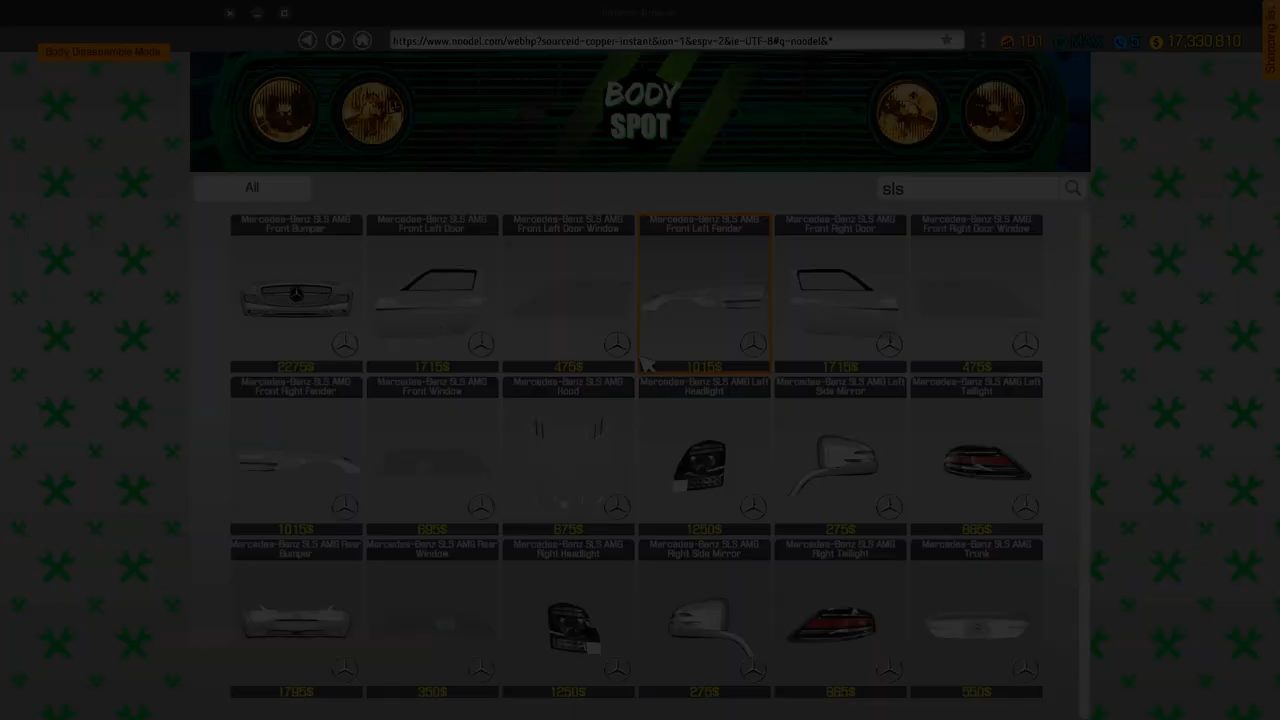 Body Disassemble Mode
https://www.noodel.com/webhp?sourceid-copper-instant&ion-1&espv-2&ie-UTF-8#q-noodel&*
101
17,330,810
BODY
SPOT
All
sls
Mercedes-Benz SLS AMG
Front Bumper
Mercedes-Benz SLS AMG
Front Left Door
Mercedes-Benz SLS AMG
Front Left Door Window
Mercedes-Benz SLS AMG
Front Left Fender
Mercedes-Benz SLS AMG
Front Right Door
Mercedes-Benz SLS AMG
Front Right Door Window
2275$
1715$
475$
1015$
1715$
475$
Mercedes-Benz SLS AMG
Front Right Fender
Mercedes-Benz SLS AMG
Front Window
Mercedes-Benz SLS AMG
Hood
Mercedes-Benz SLS AMG Left
Headlight
Mercedes-Benz SLS AMG Left
Side Mirror
Mercedes-Benz SLS AMG Left
Taillight
1015$
695$
675$
1250$
275$
Mercedes-Benz SLS AMG Rear
Bumper
Mercedes-Benz SLS AMG Rear
Window
Mercedes-Benz SLS AMG
Right Headlight
Mercedes-Benz SLS AMG
Right Side Mirror
Mercedes-Benz SLS AMG
Right Taillight
Mercedes-Benz SLS AMG
Trunk
1795$
350$
1250$
275$
550$